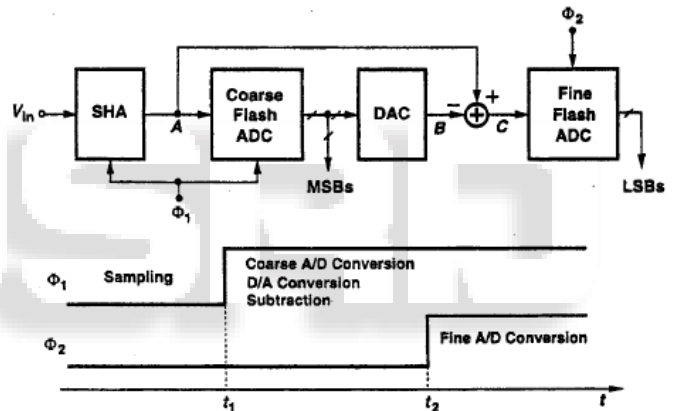 Φ2
Vin
SHA
A
Coarse
Flash
ADC
DAC
B
−
+
+
C
Fine
Flash
ADC
MSBs
LSBs
Φ1
Φ1
Sampling
Coarse A/D Conversion
D/A Conversion
Subtraction
Φ2
Fine A/D Conversion
t1
t2
t